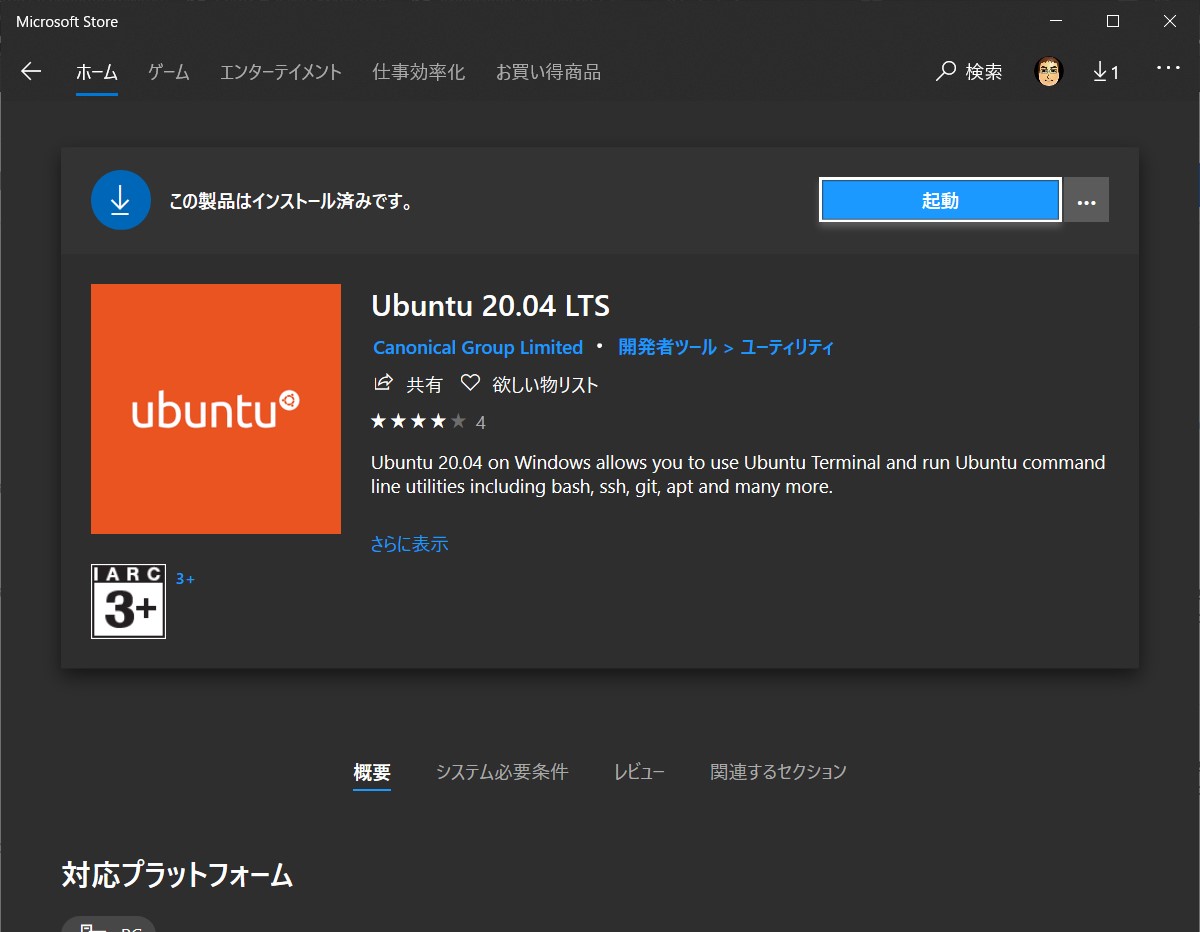 Microsoft Store
ホーム ゲーム エンターテイメント 仕事効率化 お買い得商品 検索 1
この製品はインストール済みです。 起動
ubuntu
Ubuntu 20.04 LTS
Canonical Group Limited • 開発者ツール > ユーティリティ
共有 欲しい物リスト
4
Ubuntu 20.04 on Windows allows you to use Ubuntu Terminal and run Ubuntu command
line utilities including bash, ssh, git, apt and many more.
さらに表示
IARC
3+
3+
概要 システム必要条件 レビュー 関連するセクション
対応プラットフォーム
PC